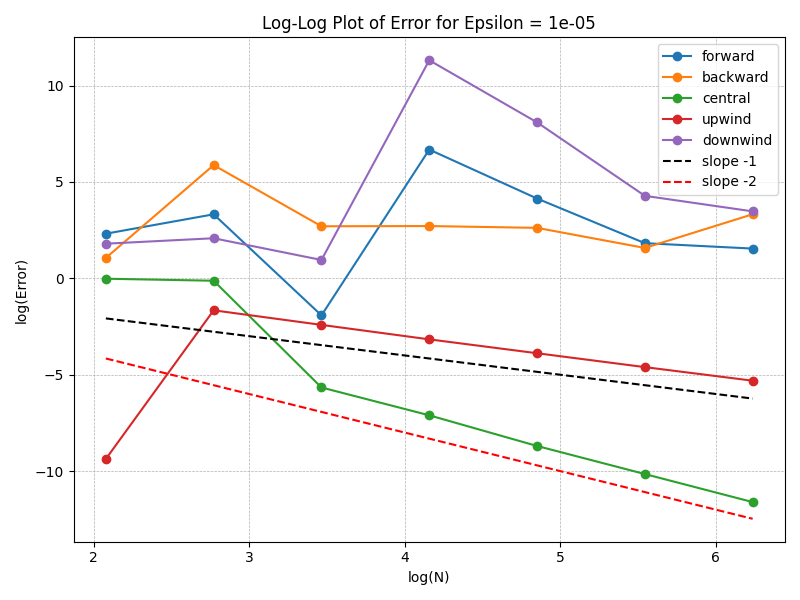 Log-Log Plot of Error for Epsilon = 1e-05
forward
backward
central
upwind
downwind
slope -1
slope -2
log(Error)
10
5
0
−5
−10
2
3
4
5
6
log(N)